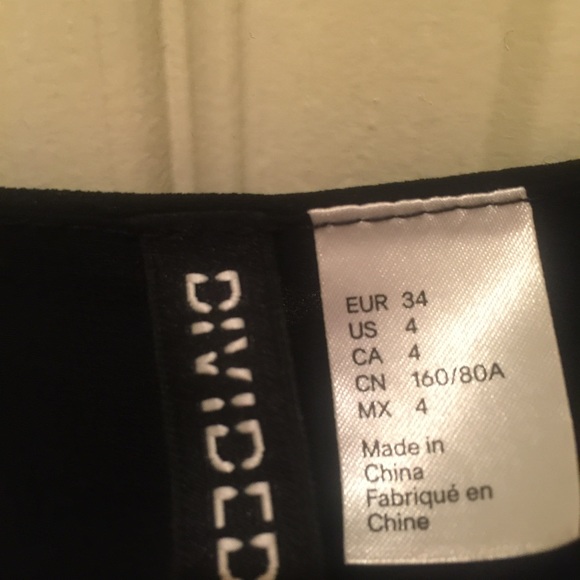 DIVIDED
EUR 34
US 4
CA 4
CN 160/80A
MX 4
Made in
China
Fabriqué en
Chine